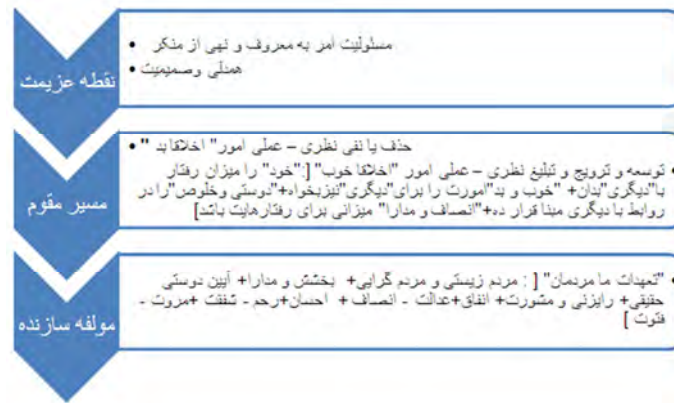 نقطه عزیمت
• مسئولیت امر به معروف و نهی از منکر
• همدلی وصمیمیت
مسیر مقوم
• حذف یا نفی نظری – عملی امور" اخلاقا بد "
• توسعه و ترویج و تبلیغ نظری – عملی امور "اخلاقا خوب" [:"خود" را میزان رفتار
با"دیگری"بدان+ "خوب و بد"امورت را برای"دیگری"نیزبخواه+"دوستی وخلوص"را در
روابط با دیگری مبنا قرار ده+"انصاف و مدارا" میزانی برای رفتارهایت باشد]
مولفه سازنده
• "تعهدات ما مردمان" [ : مردم زیستی و مردم گرایی+ بخشش و مدارا+ آیین دوستی
حقیقی+ رایزنی و مشورت+ انفاق+عدالت - انصاف + احسان+رحم - شفقت +مروت -
فتوت ]